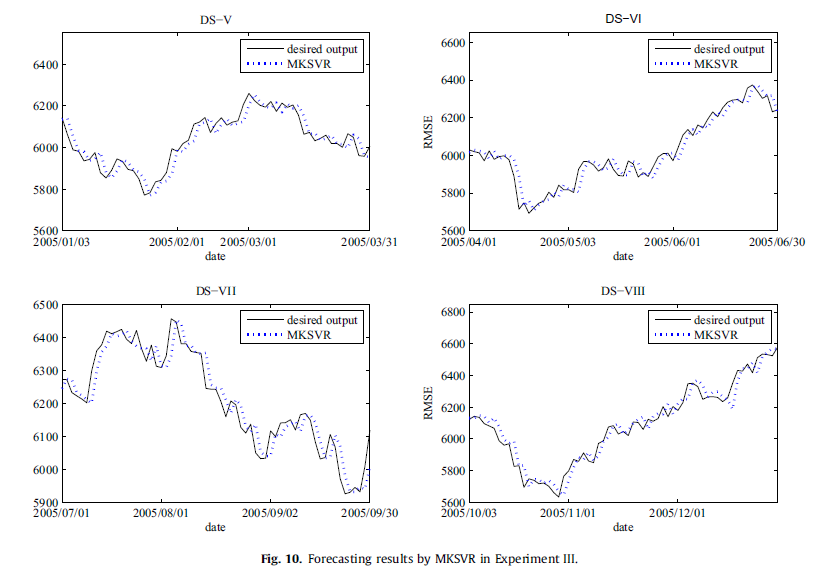 DS−V
desired output
MKSVR
6400
6200
6000
5800
5600
2005/01/03
2005/02/01
2005/03/01
2005/03/31
date
DS−VI
desired output
MKSVR
RMSE
6600
6400
6200
6000
5800
5600
2005/04/01
2005/05/03
2005/06/01
2005/06/30
date
DS−VII
desired output
MKSVR
6500
6400
6300
6200
6100
6000
5900
2005/07/01
2005/08/01
2005/09/02
2005/09/30
date
DS−VIII
desired output
MKSVR
RMSE
6800
6600
6400
6200
6000
5800
5600
2005/10/03
2005/11/01
2005/12/01
date
Fig. 10. Forecasting results by MKSVR in Experiment III.